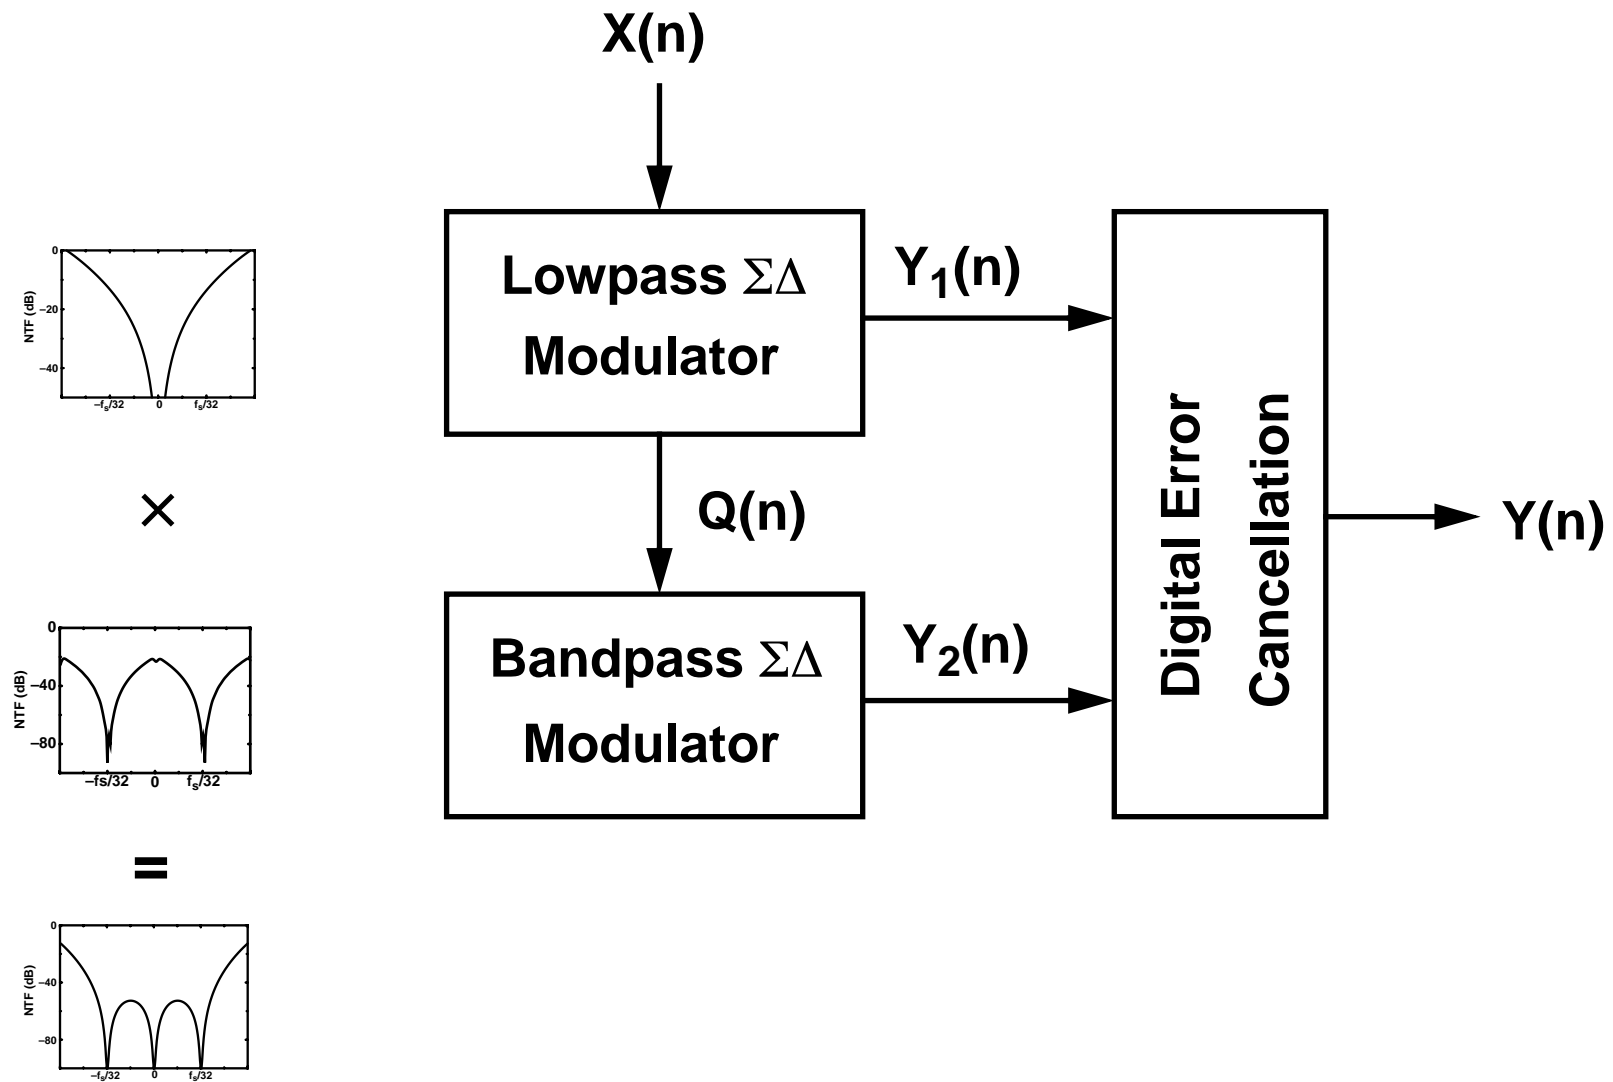 X(n)
Lowpass ΣΔ
Modulator
Y1(n)
Q(n)
Bandpass ΣΔ
Modulator
Y2(n)
Digital Error
Cancellation
Y(n)
NTF (dB)
0
−20
−40
−fs/32 0 fs/32
×
NTF (dB)
0
−40
−80
−fs/32 0 fs/32
=
NTF (dB)
0
−40
−80
−fs/32 0 fs/32